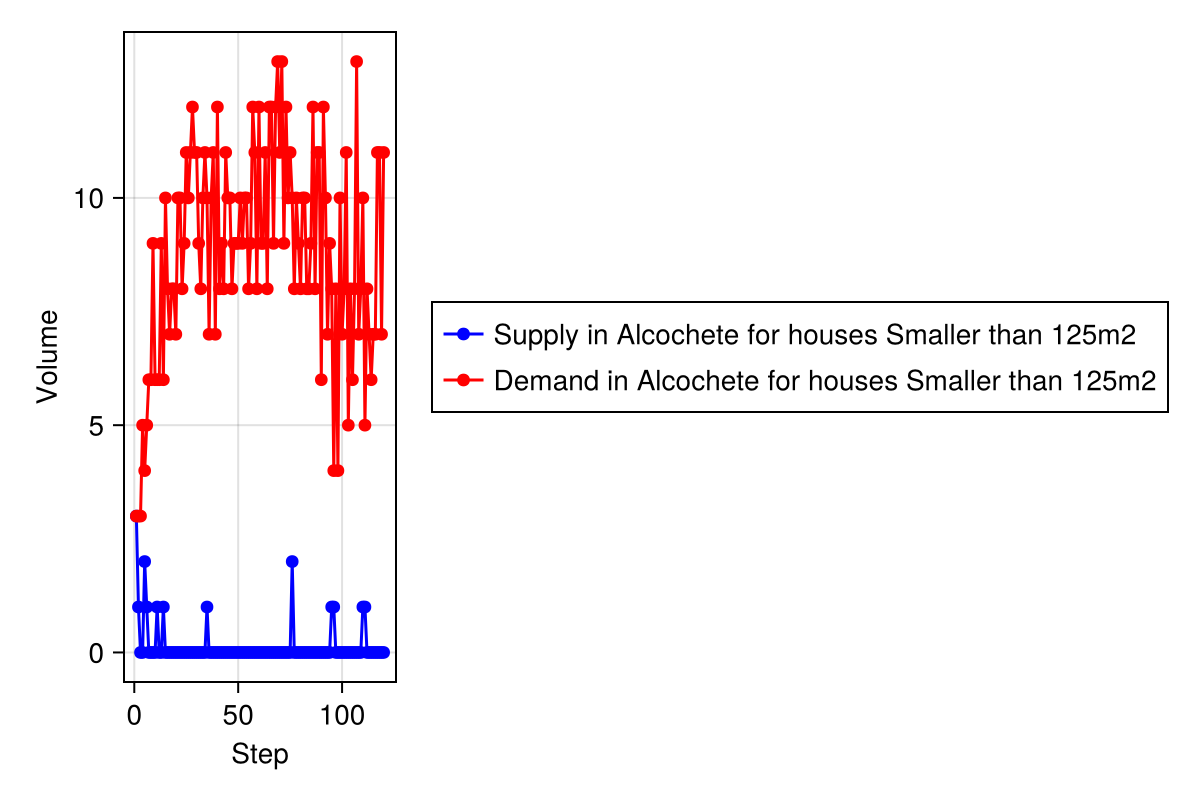 Volume
10
5
0
0 50 100
Step
Supply in Alcochete for houses Smaller than 125m2
Demand in Alcochete for houses Smaller than 125m2